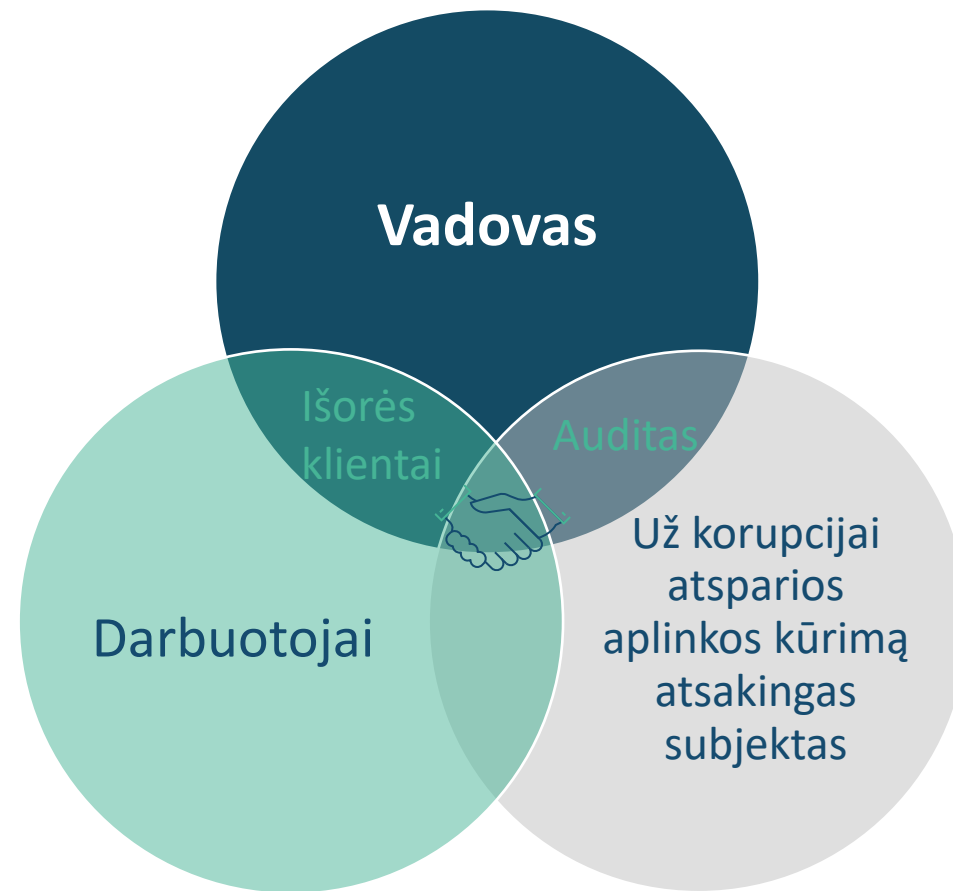 Vadovas
Išorės
klientai
Auditas
Darbuotojai
Už korupcijai
atsparios
aplinkos kūrimą
atsakingas
subjektas